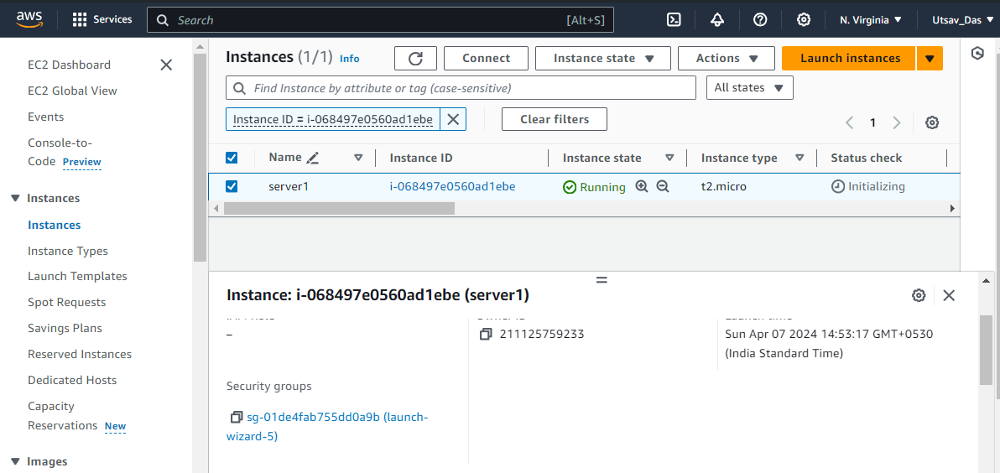 aws
Services
Search
[Alt+S]
N. Virginia
Utsav_Das
EC2 Dashboard
EC2 Global View
Events
Console-to-
Code Preview
Instances
Instances
Instance Types
Launch Templates
Spot Requests
Savings Plans
Reserved Instances
Dedicated Hosts
Capacity
Reservations New
Images
Instances (1/1) Info
Connect
Instance state
Actions
Launch instances
Find Instance by attribute or tag (case-sensitive)
All states
Instance ID = i-068497e0560ad1ebe
Clear filters
1
Name
Instance ID
Instance state
Instance type
Status check
server1
i-068497e0560ad1ebe
Running
t2.micro
Initializing
Instance: i-068497e0560ad1ebe (server1)
–
211125759233
Launch time
Sun Apr 07 2024 14:53:17 GMT+0530
(India Standard Time)
Security groups
sg-01de4fab755dd0a9b (launch-
wizard-5)